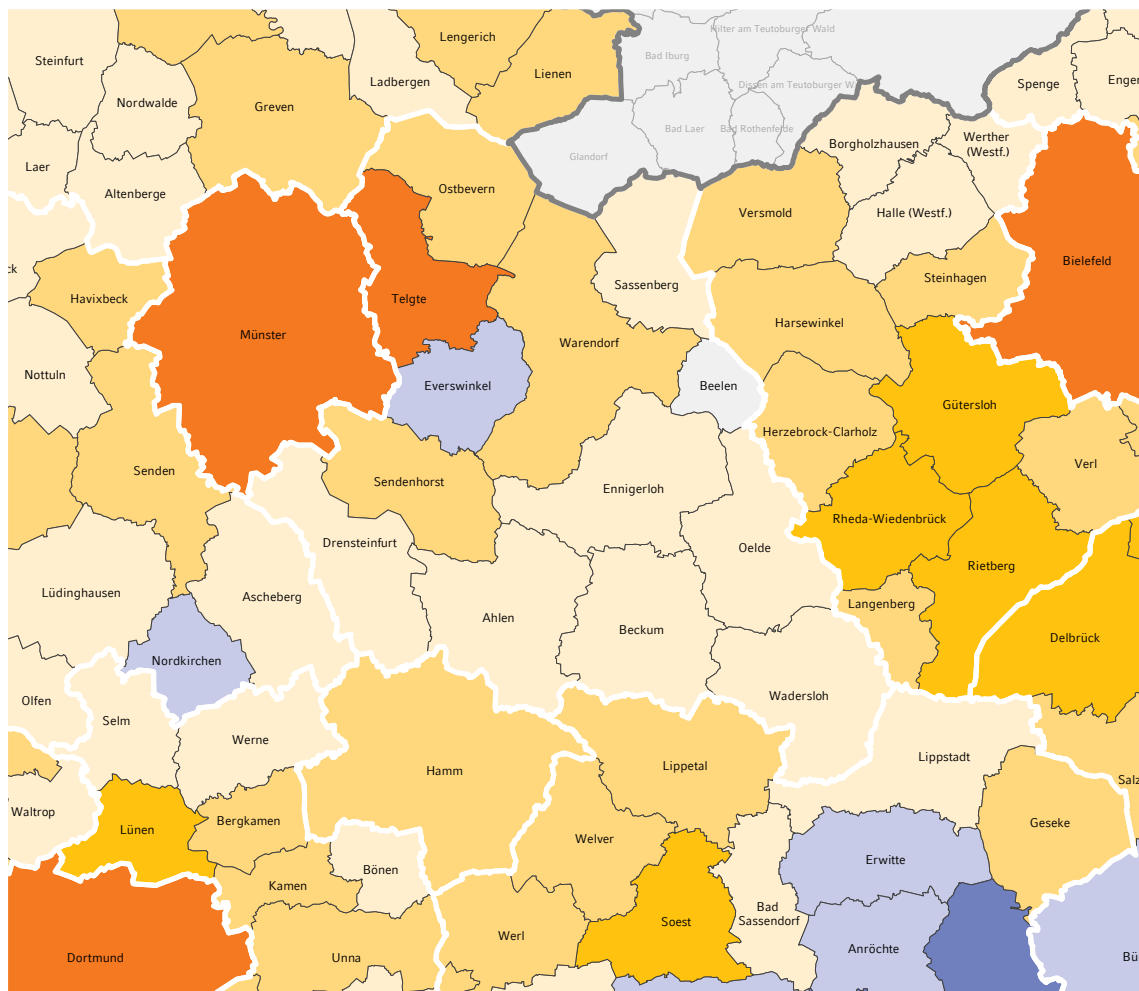 Lengerich
Hilter am Teutoburger Wald
Steinfurt
Bad Iburg
Lienen
Ladbergen
Dissen am Teutoburger W
Spenge
Enger
Nordwalde
Greven
Bad Laer
Bad Rothenfelde
Borgholzhausen
Werther
(Westf.)
Glandorf
Laer
Altenberge
Ostbevern
Versmold
Halle (Westf.)
ck
Bielefeld
Havixbeck
Telgte
Sassenberg
Steinhagen
Münster
Warendorf
Harsewinkel
Nottuln
Everswinkel
Beelen
Gütersloh
Herzebrock-Clarholz
Senden
Sendenhorst
Ennigerloh
Verl
Rheda-Wiedenbrück
Drensteinfurt
Oelde
Rietberg
Lüdinghausen
Ascheberg
Langenberg
Ahlen
Beckum
Delbrück
Nordkirchen
Olfen
Selm
Wadersloh
Werne
Hamm
Lippetal
Lippstadt
Salz
Waltrop
Lünen
Bergkamen
Welver
Geseke
Bönen
Erwitte
Kamen
Bad
Sassendorf
Soest
Werl
Anröchte
Dortmund
Unna
Bü